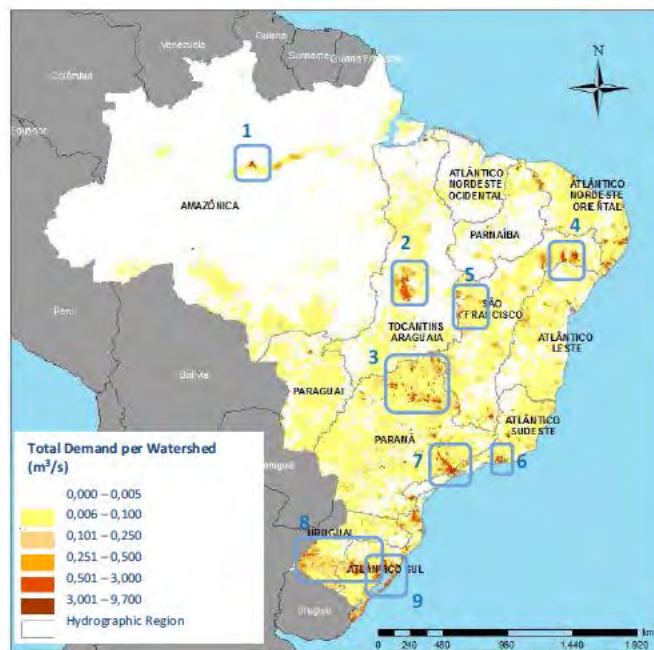 Venezuela
Guiana
Suriname
Guiana Francesa
Colômbia
Equador
N
1
AMAZÔNICA
ATLÂNTICO
NORDESTE
OCIDENTAL
ATLÂNTICO
NORDESTE
ORIENTAL
PARNAÍBA
4
2
5
SÃO
FRANCISCO
Peru
TOCANTINS
ARAGUAIA
ATLÂNTICO
LESTE
Bolívia
3
PARAGUAI
ATLÂNTICO
SUDESTE
PARANÁ
7
6
Total Demand per Watershed
(m³/s)
0,000 – 0,005
0,006 – 0,100
0,101 – 0,250
0,251 – 0,500
0,501 – 3,000
3,001 – 9,700
Hydrographic Region
8
URUGUAI
ATLÂNTICO SUL
9
Uruguai
km
0 240 480 960 1.440 1.920